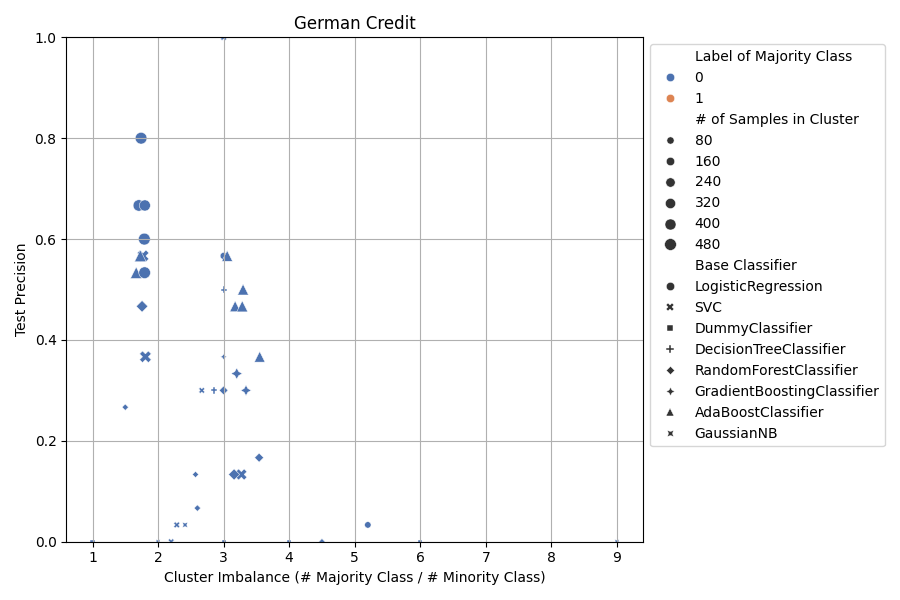 German Credit
Test Precision
1.0
0.8
0.6
0.4
0.2
0.0
1 2 3 4 5 6 7 8 9
Cluster Imbalance (# Majority Class / # Minority Class)
Label of Majority Class
0
1
# of Samples in Cluster
80
160
240
320
400
480
Base Classifier
LogisticRegression
SVC
DummyClassifier
DecisionTreeClassifier
RandomForestClassifier
GradientBoostingClassifier
AdaBoostClassifier
GaussianNB